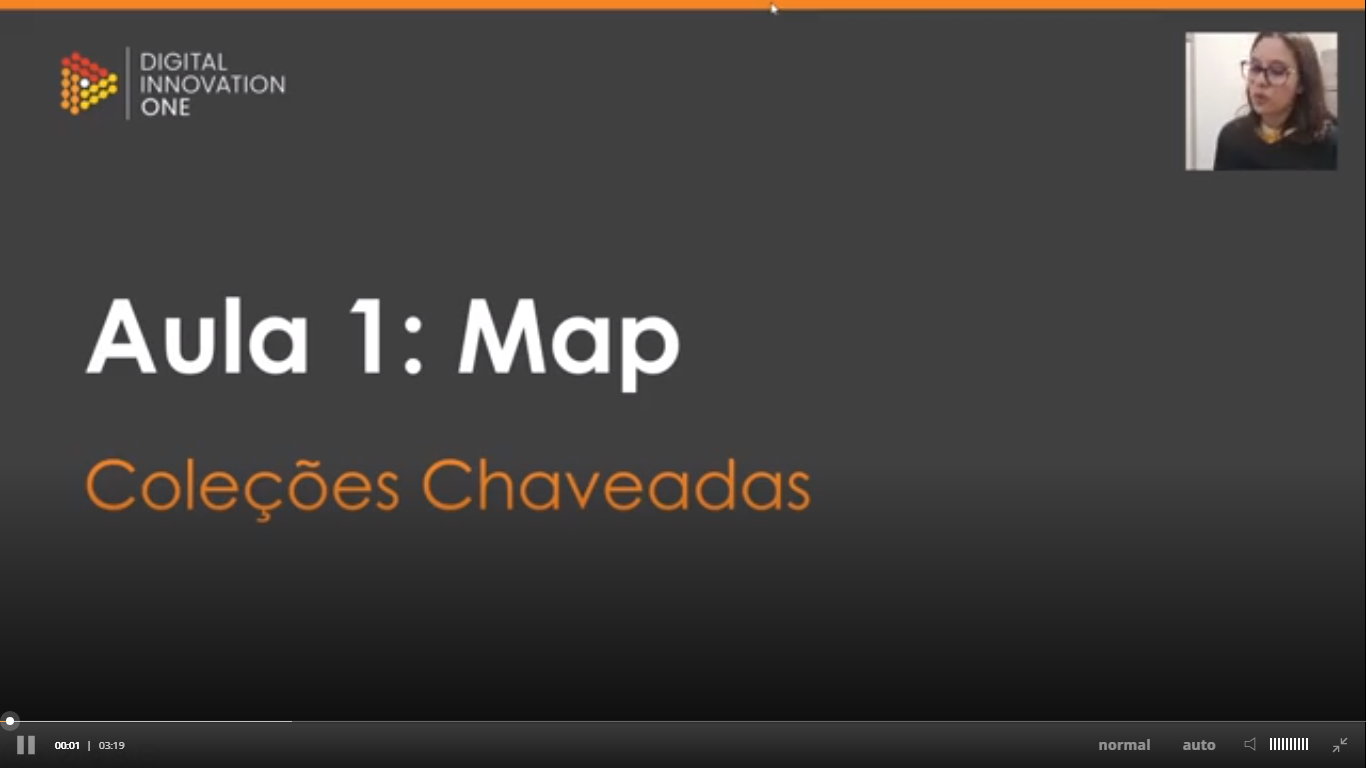 DIGITAL
INNOVATION
ONE
Aula 1: Map
Coleções Chaveadas
00:01 | 03:19
normal
auto